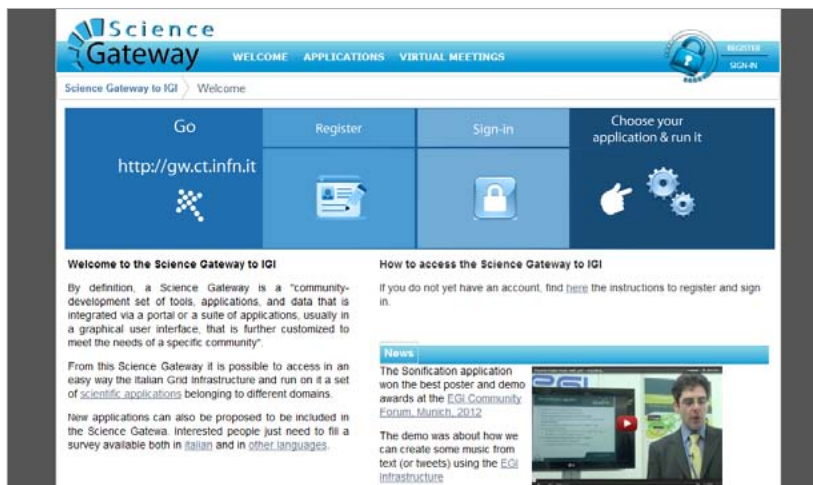 Science
Gateway
WELCOME APPLICATIONS VIRTUAL MEETINGS
REGISTER
SIGN-IN
Science Gateway to IGI Welcome
Go
http://gw.ct.infn.it
Register
Sign-in
Choose your
application & run it
Welcome to the Science Gateway to IGI
By definition, a Science Gateway is a "community-
development set of tools, applications, and data that is
integrated via a portal or a suite of applications, usually in
a graphical user interface, that is further customized to
meet the needs of a specific community".
From this Science Gateway it is possible to access in an
easy way the Italian Grid Infrastructure and run on it a set
of scientific applications belonging to different domains.
New applications can also be proposed to be included in
the Science Gatewa. Interested people just need to fill a
survey available both in italian and in other languages.
How to access the Science Gateway to IGI
If you do not yet have an account, find here the instructions to register and sign
in.
News
The Sonification application
won the best poster and demo
awards at the EGI Community
Forum, Munich, 2012
The demo was about how we
can create some music from
text (or tweets) using the EGI
Infrastructure